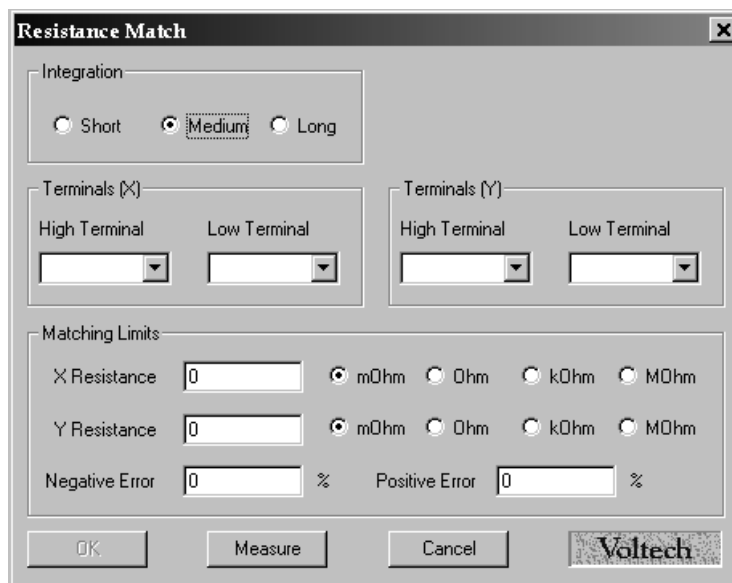 Resistance Match
Integration
Short Medium Long
Terminals (X) Terminals (Y)
High Terminal Low Terminal High Terminal Low Terminal
Matching Limits
X Resistance 0 mOhm Ohm kOhm MOhm
Y Resistance 0 mOhm Ohm kOhm MOhm
Negative Error 0 % Positive Error 0 %
OK Measure Cancel Voltech